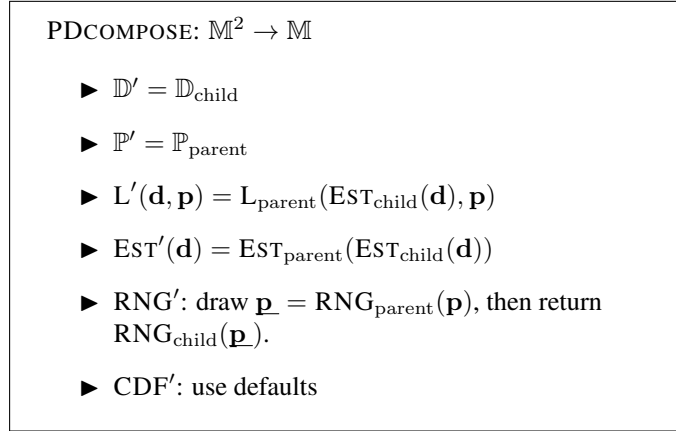 PDCOMPOSE: 𝕄² → 𝕄
▶ 𝔻′ = 𝔻child
▶ ℙ′ = ℙparent
▶ L′(d, p) = Lparent(ESTchild(d), p)
▶ EST′(d) = ESTparent(ESTchild(d))
▶ RNG′: draw p = RNGparent(p), then return
RNGchild(p).
▶ CDF′: use defaults